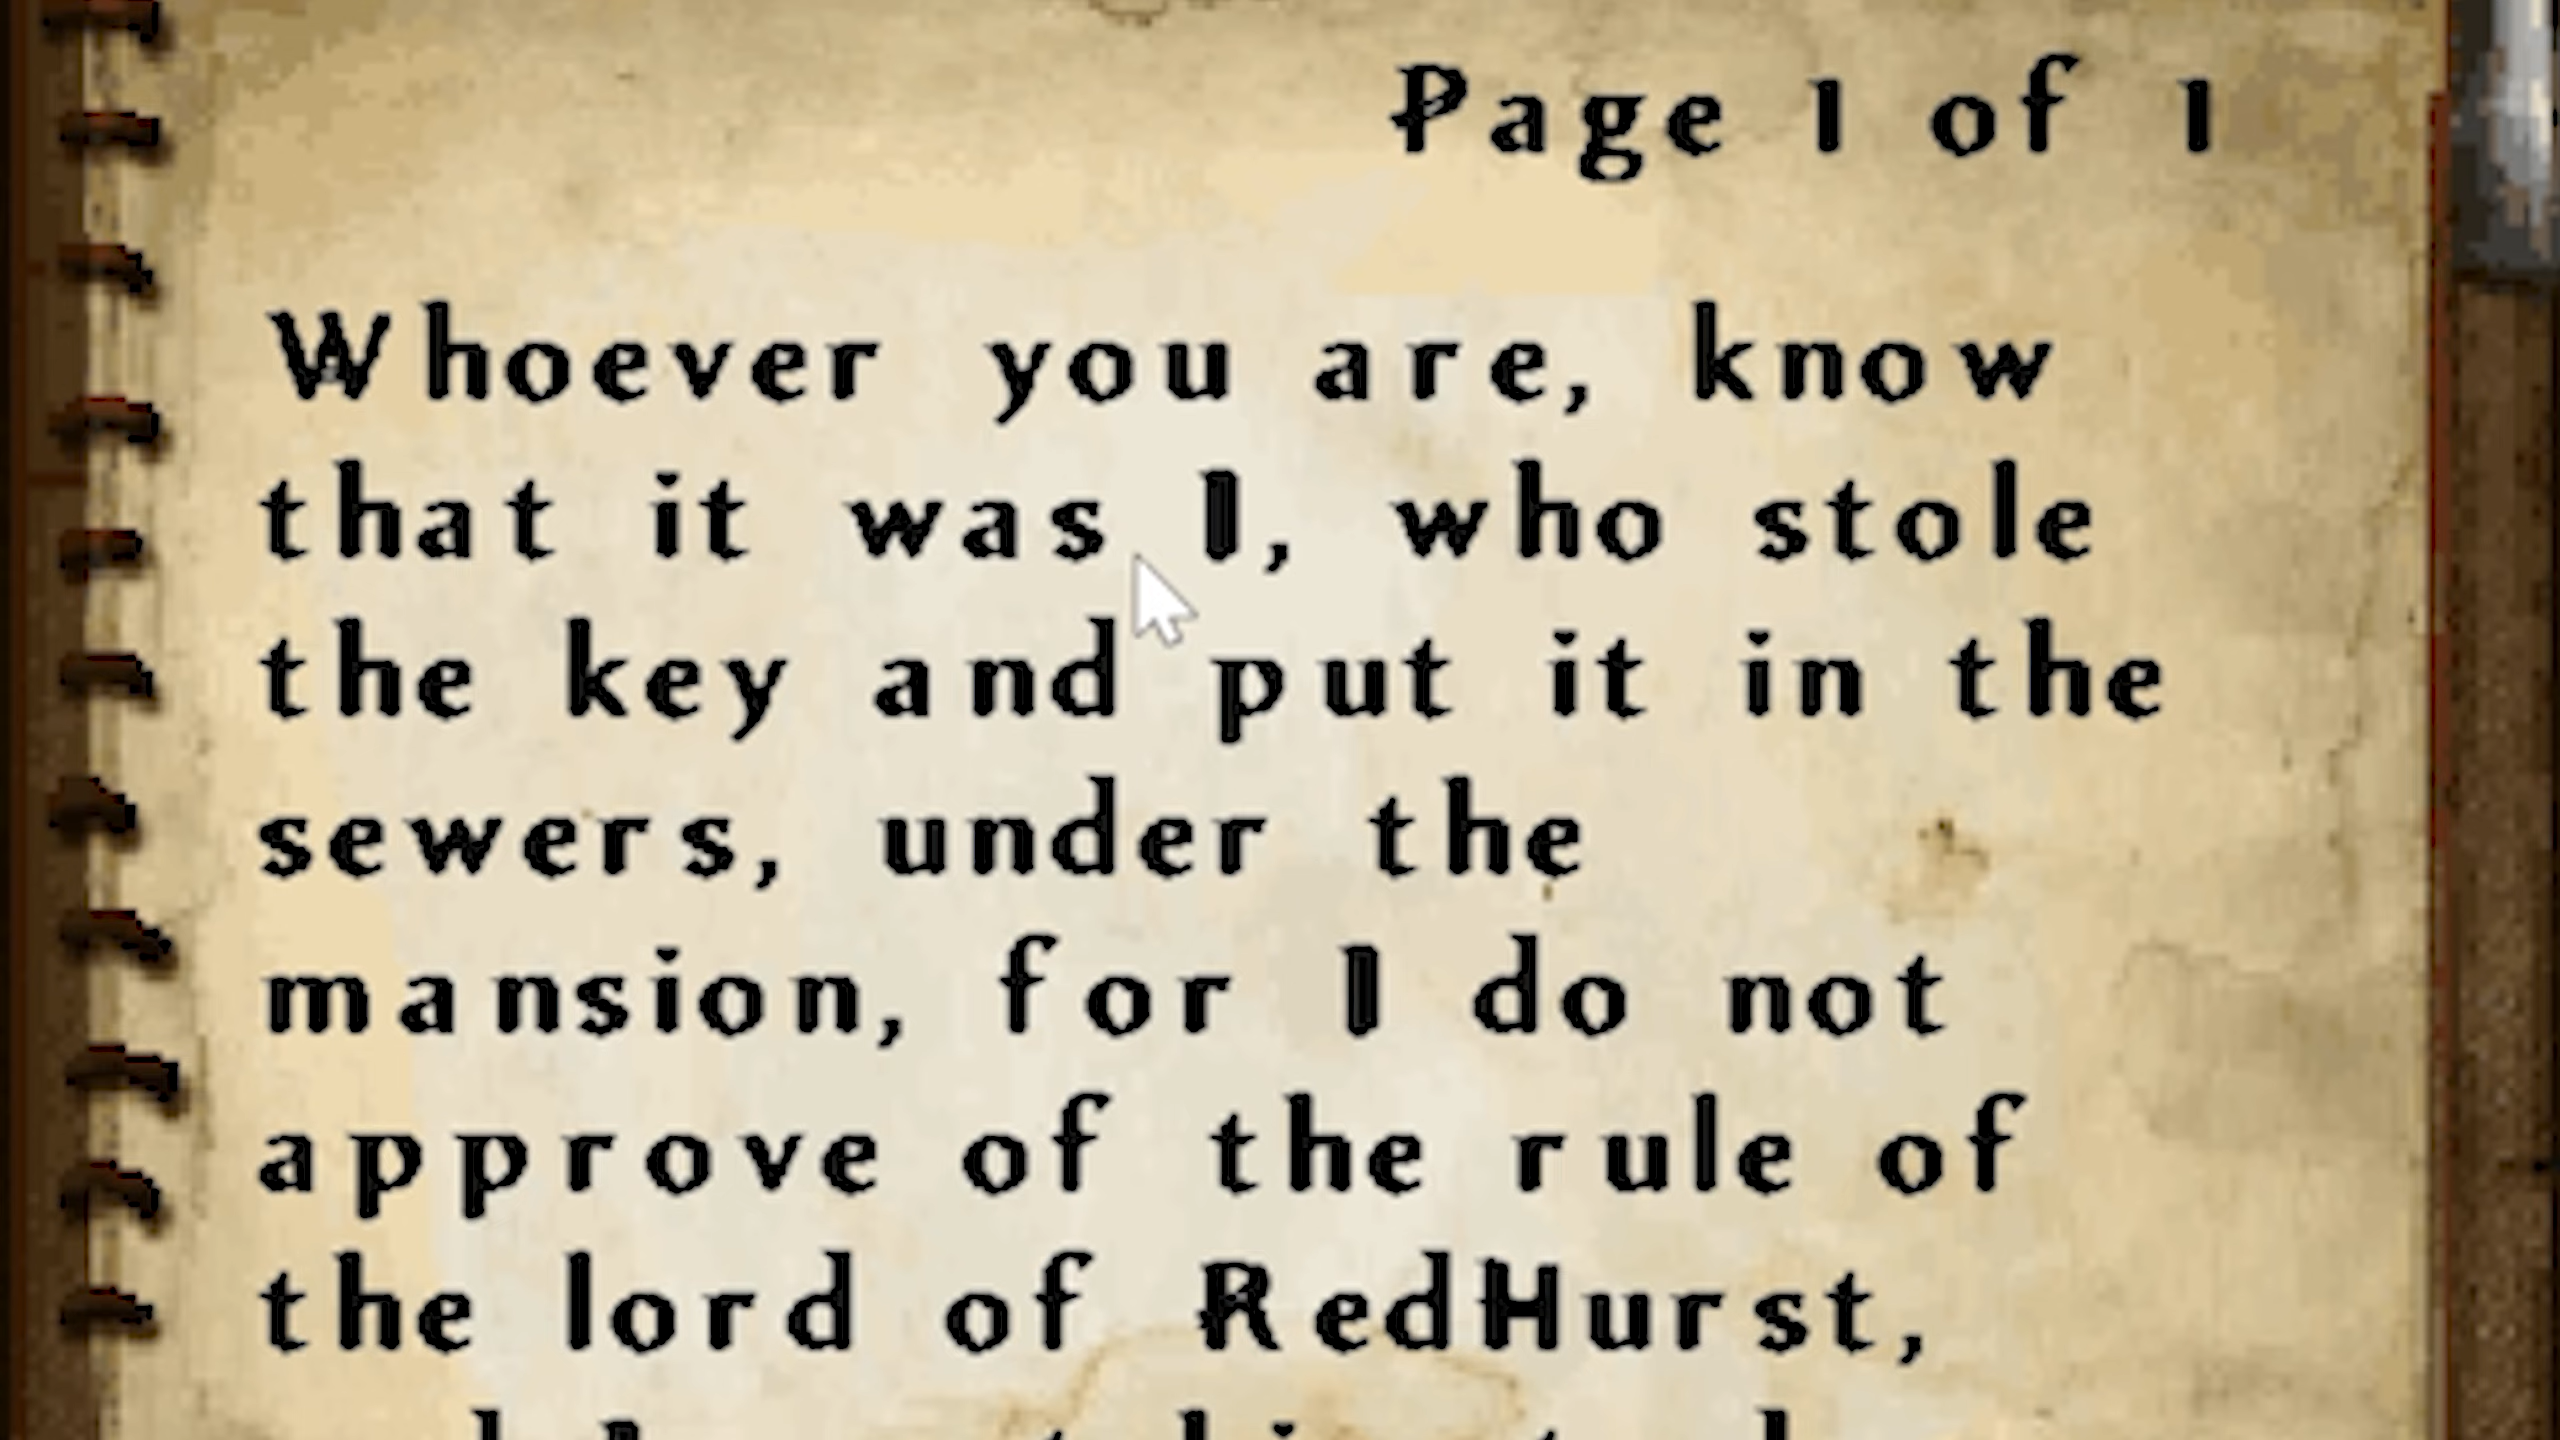 Page 1 of 1
Whoever you are, know
that it was I, who stole
the key and put it in the
sewers, under the
mansion, for I do not
approve of the rule of
the lord of RedHurst,